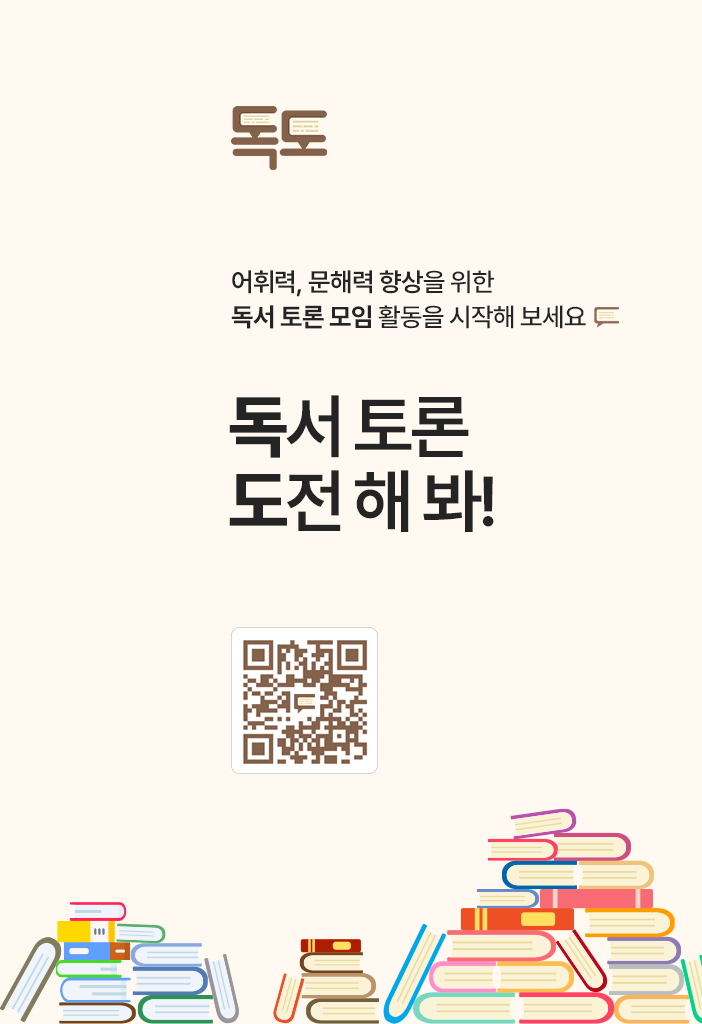 독도
어휘력, 문해력 향상을 위한
독서 토론 모임 활동을 시작해 보세요
독서 토론
도전 해 봐!